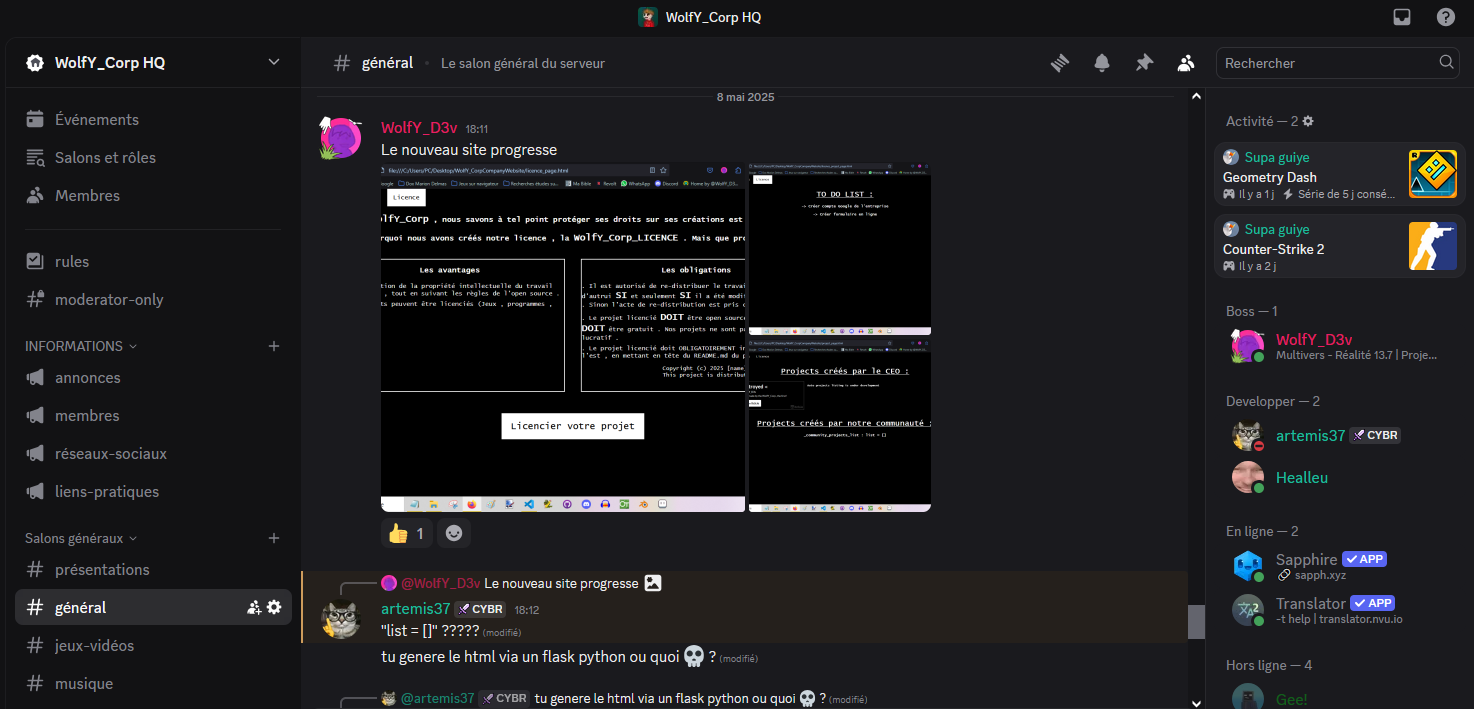 WolfY_Corp HQ
WolfY_Corp HQ
Événements
Salons et rôles
Membres
rules
moderator-only
INFORMATIONS
annonces
membres
réseaux-sociaux
liens-pratiques
Salons généraux
présentations
général
jeux-vidéos
musique
général
Le salon général du serveur
Rechercher
8 mai 2025
WolfY_D3v 18:11
Le nouveau site progresse
file:///C:/Users/PC/Desktop/WolfY_CorpCompanyWebsite/licence_page.html
Licence
olfY_Corp , nous savons à tel point protéger ses droits sur ses créations est
rquoi nous avons créés notre licence , la WolfY_Corp_LICENCE . Mais que pro
Les avantages
tion de la propriété intellectuelle du travail
, tout en suivant les règles de l'open source .
ts peuvent être licenciés (Jeux , programmes ,
Les obligations
. Il est autorisé de re-distribuer le travai
d'autrui SI et seulement SI il a été modi
. Sinon l'acte de re-distribution est pris c
. Le projet licencié DOIT être open source
DOIT être gratuit . Nos projets ne sont pa
lucratif .
. Le projet licencié doit OBLIGATOIREMENT i
l'est , en mettant en tête du README.md du p
Copyright (c) 2025 [name
This project is distribut
Licencier votre projet
Licence
TO DO LIST :
-> Créer compte Google de l'entreprise
-> Créer formulaire en ligne
Licence
Projects créés par le CEO :
Projects créés par notre communauté :
_community_projects_list : list = []
👍 1
@WolfY_D3v Le nouveau site progresse
artemis37 CYBR 18:12
"list = []" ????? (modifié)
tu genere le html via un flask python ou quoi 💀 ? (modifié)
@artemis37 CYBR tu genere le html via un flask python ou quoi 💀 ? (modifié)
Activité — 2
Supa guiye
Geometry Dash
Il y a 1 j Série de 5 j consé...
Supa guiye
Counter-Strike 2
Il y a 2 j
Boss — 1
WolfY_D3v
Multivers - Réalité 13.7 | Proje...
Developper — 2
artemis37 CYBR
Healleu
En ligne — 2
Sapphire APP
sapph.xyz
Translator APP
-t help | translator.nvu.io
Hors ligne — 4
Gee!